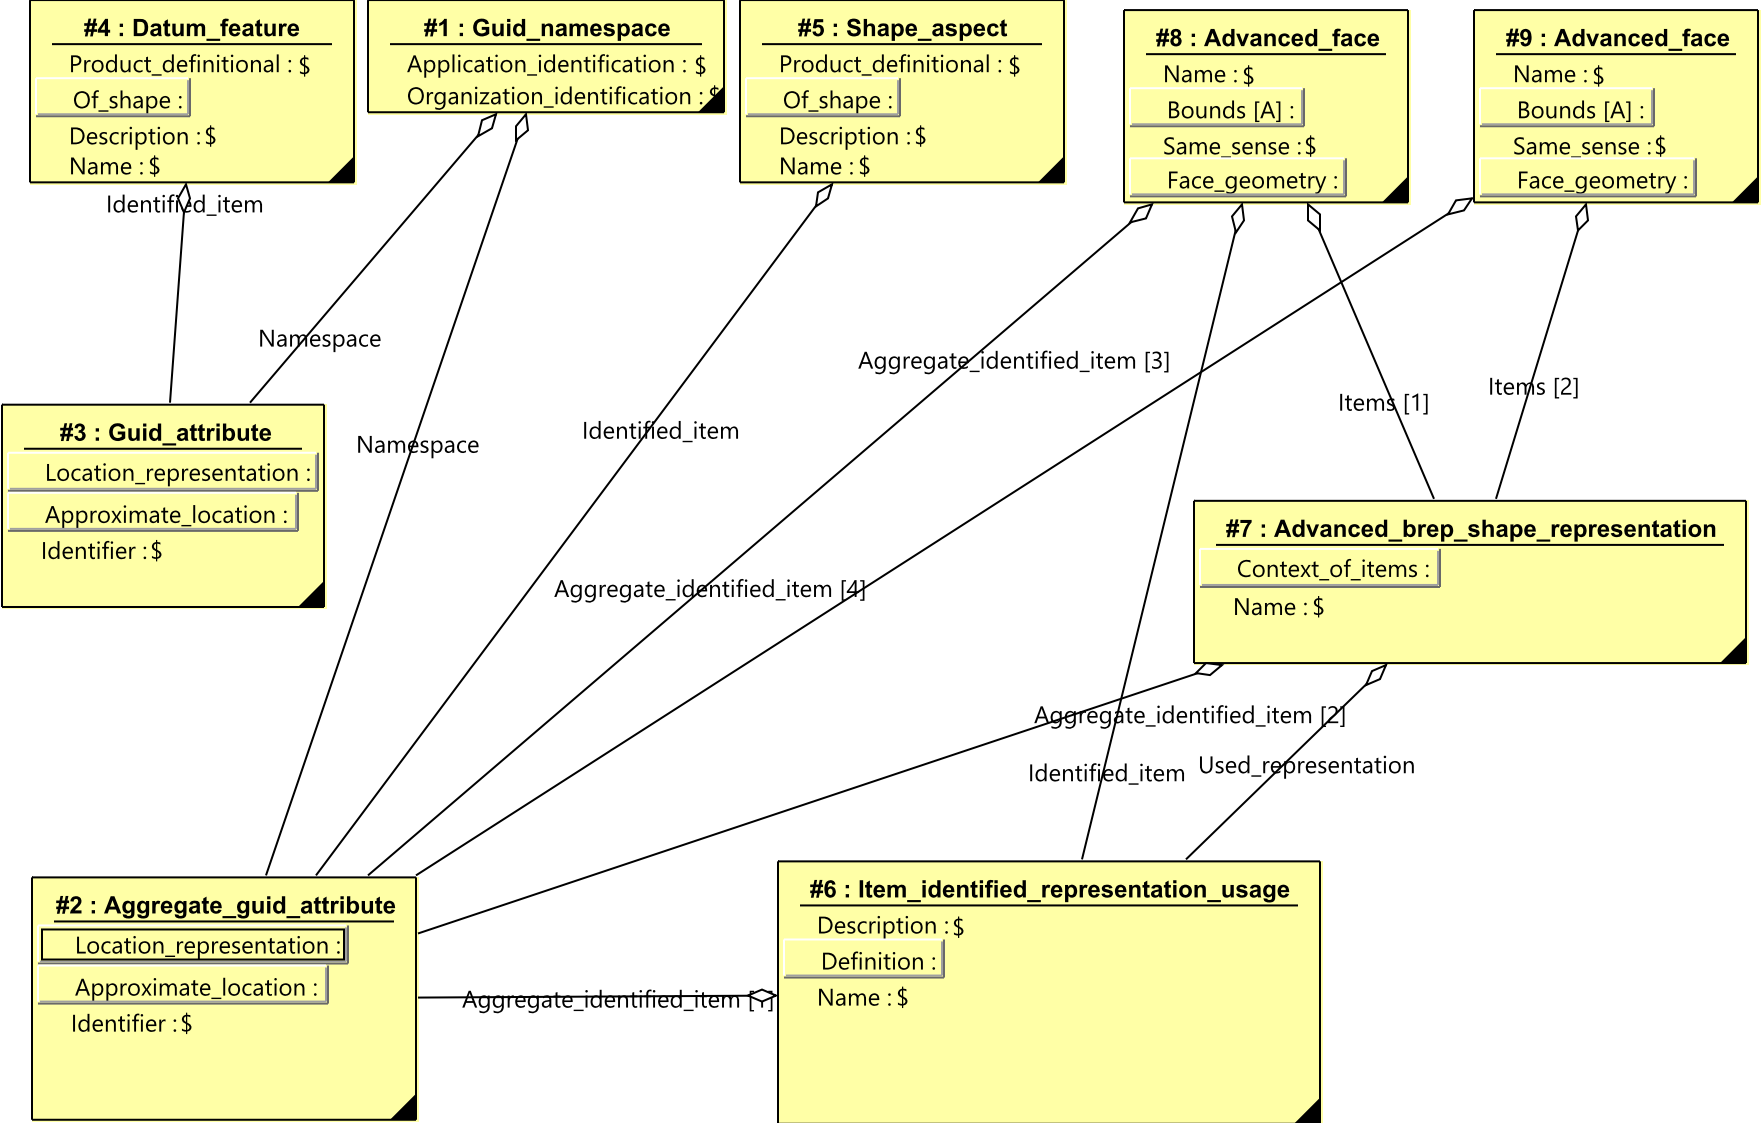 #4 : Datum_feature
Product_definitional : $
Of_shape :
Description : $
Name : $
#1 : Guid_namespace
Application_identification : $
Organization_identification : $
#5 : Shape_aspect
Product_definitional : $
Of_shape :
Description : $
Name : $
#8 : Advanced_face
Name : $
Bounds [A] :
Same_sense : $
Face_geometry :
#9 : Advanced_face
Name : $
Bounds [A] :
Same_sense : $
Face_geometry :
Identified_item
Namespace
Namespace
Identified_item
Aggregate_identified_item [3]
Items [1]
Items [2]
#3 : Guid_attribute
Location_representation :
Approximate_location :
Identifier : $
Aggregate_identified_item [4]
#7 : Advanced_brep_shape_representation
Context_of_items :
Name : $
Aggregate_identified_item [2]
Identified_item
Used_representation
#2 : Aggregate_guid_attribute
Location_representation :
Approximate_location :
Identifier : $
Aggregate_identified_item [1]
#6 : Item_identified_representation_usage
Description : $
Definition :
Name : $